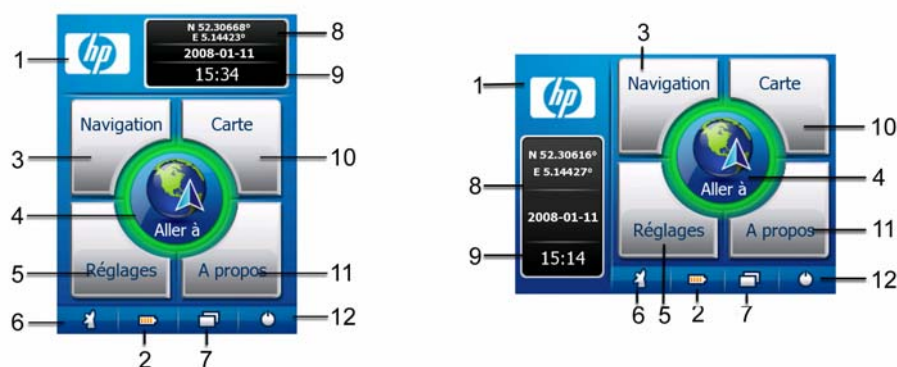 N 52.30668°
E 5.14423°
8
1
hp
2008-01-11
15:34
9
Navigation
Carte
3
10
4
Aller à
5
Réglages
A propos
11
6
12
2
7
3
1
hp
Navigation
Carte
10
N 52.30616°
E 5.14427°
8
Aller à
4
2008-01-11
Réglages
A propos
11
9
15:14
12
6
5
2
7